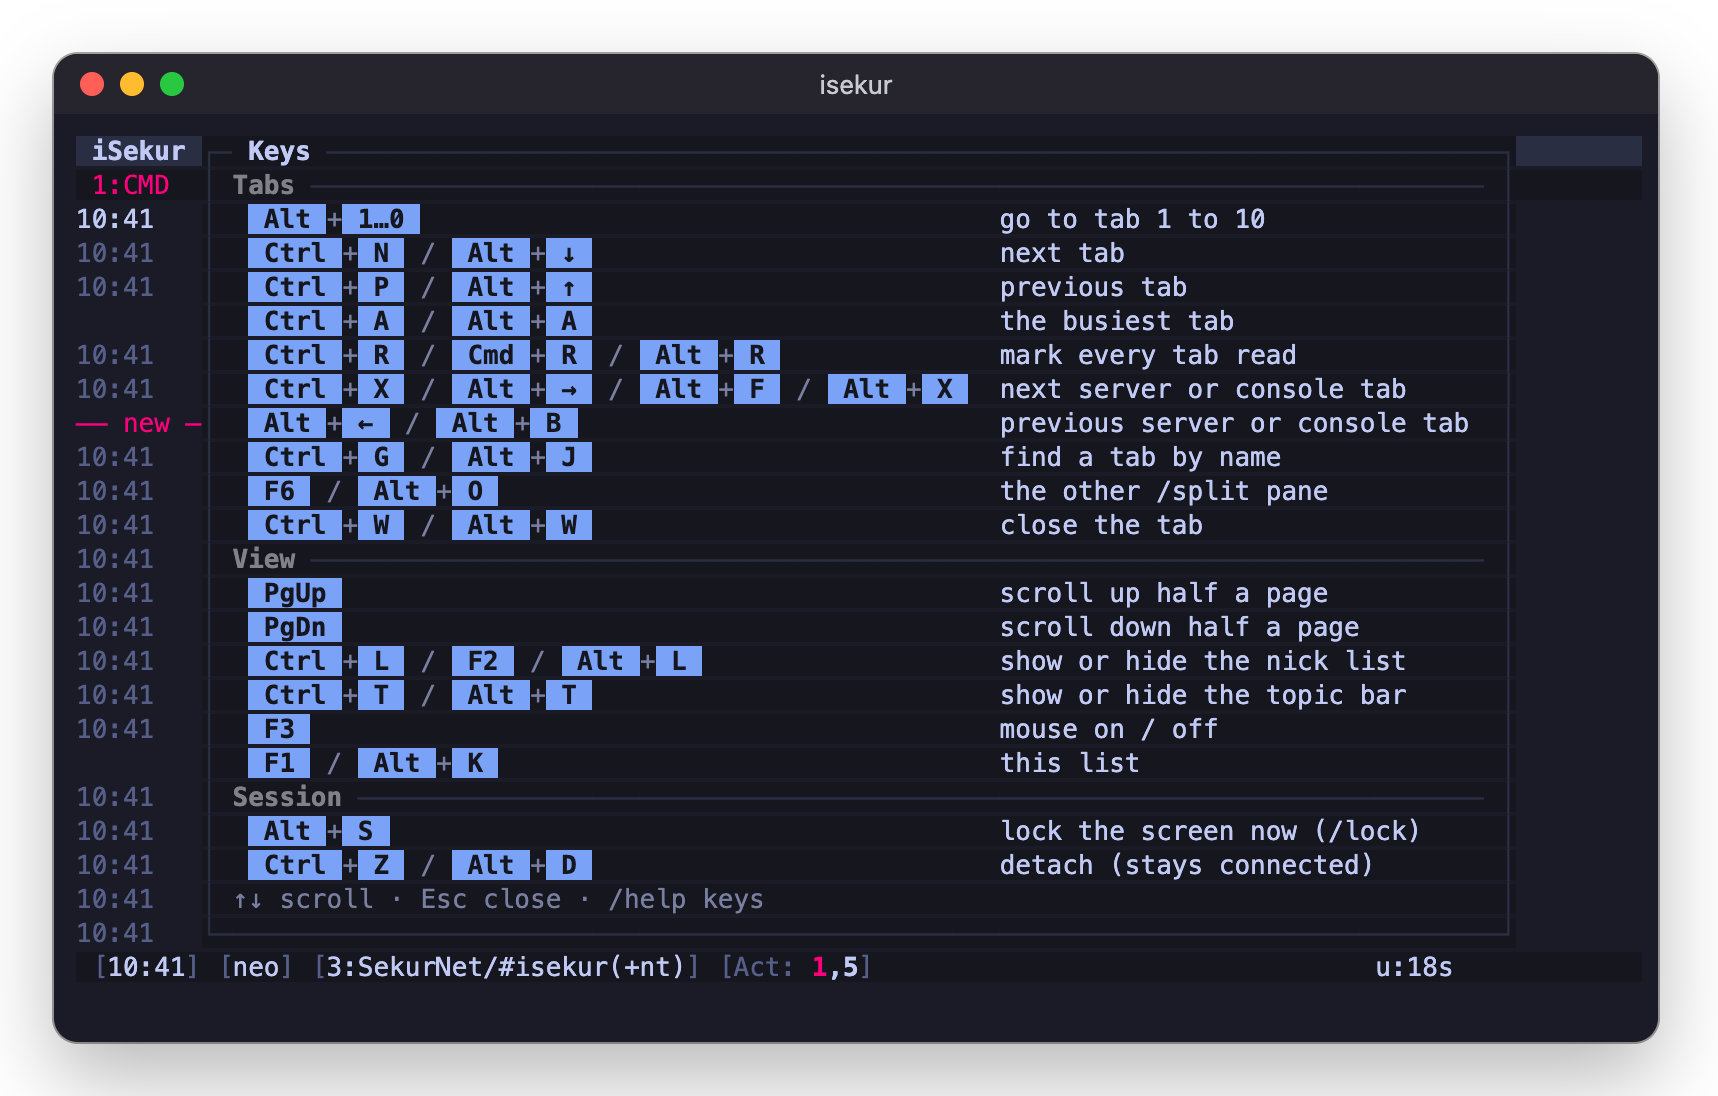 isekur
iSekur Keys
1:CMD Tabs
10:41 Alt+1…0 go to tab 1 to 10
10:41 Ctrl+N / Alt+↓ next tab
10:41 Ctrl+P / Alt+↑ previous tab
Ctrl+A / Alt+A the busiest tab
10:41 Ctrl+R / Cmd+R / Alt+R mark every tab read
10:41 Ctrl+X / Alt+→ / Alt+F / Alt+X next server or console tab
── new ─ Alt+← / Alt+B previous server or console tab
10:41 Ctrl+G / Alt+J find a tab by name
10:41 F6 / Alt+O the other /split pane
10:41 Ctrl+W / Alt+W close the tab
10:41 View
10:41 PgUp scroll up half a page
10:41 PgDn scroll down half a page
10:41 Ctrl+L / F2 / Alt+L show or hide the nick list
10:41 Ctrl+T / Alt+T show or hide the topic bar
10:41 F3 mouse on / off
F1 / Alt+K this list
10:41 Session
10:41 Alt+S lock the screen now (/lock)
10:41 Ctrl+Z / Alt+D detach (stays connected)
10:41 ↑↓ scroll · Esc close · /help keys
10:41
[10:41] [neo] [3:SekurNet/#isekur(+nt)] [Act: 1,5] u:18s